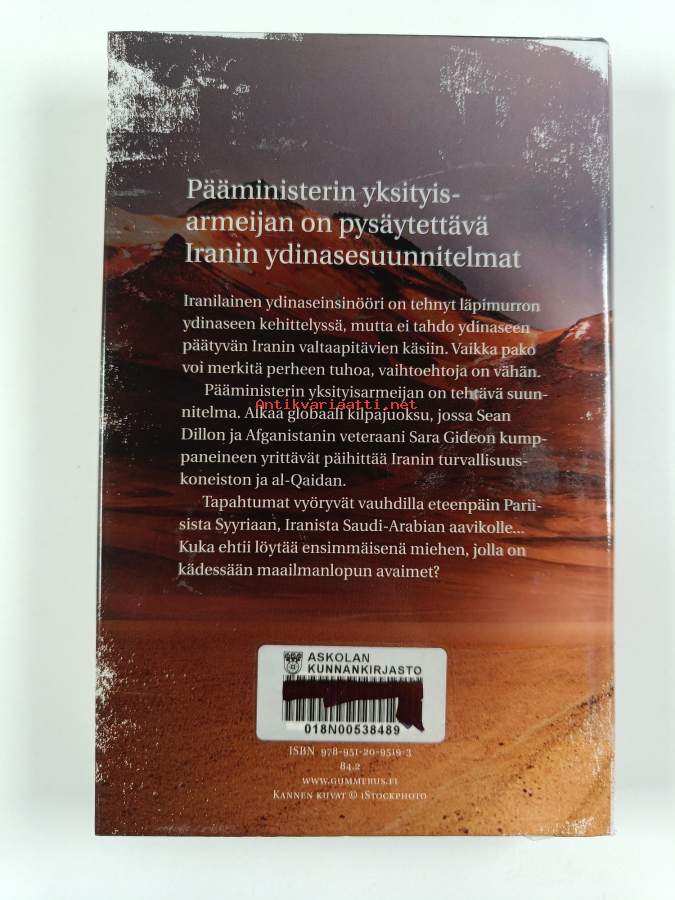 Pääministerin yksityis-
armeijan on pysäytettävä
Iranin ydinasesuunnitelmat
Iranilainen ydinaseinsinööri on tehnyt läpimurron
ydinaseen kehittelyssä, mutta ei tahdo ydinaseen
päätyvän Iranin valtaapitävien käsiin. Vaikka pako
voi merkitä perheen tuhoa, vaihtoehtoja on vähän.
Pääministerin yksityisarmeijan on tehtävä suun-
Antikvariaatti.net
nitelma. Alkaa globaali kilpajuoksu, jossa Sean
Dillon ja Afganistanin veteraani Sara Gideon kump-
paneineen yrittävät päihittää Iranin turvallisuus-
koneiston ja al-Qaidan.
Tapahtumat vyöryvät vauhdilla eteenpäin Parii-
sista Syyriaan, Iranista Saudi-Arabian aavikolle...
Kuka ehtii löytää ensimmäisenä miehen, jolla on
kädessään maailmanlopun avaimet?
ASKOLAN
KUNNANKIRJASTO
018N00538489
ISBN 978-951-20-9519-3
84.2
WWW.GUMMERUS.FI
KANNEN KUVAT © ISTOCKPHOTO